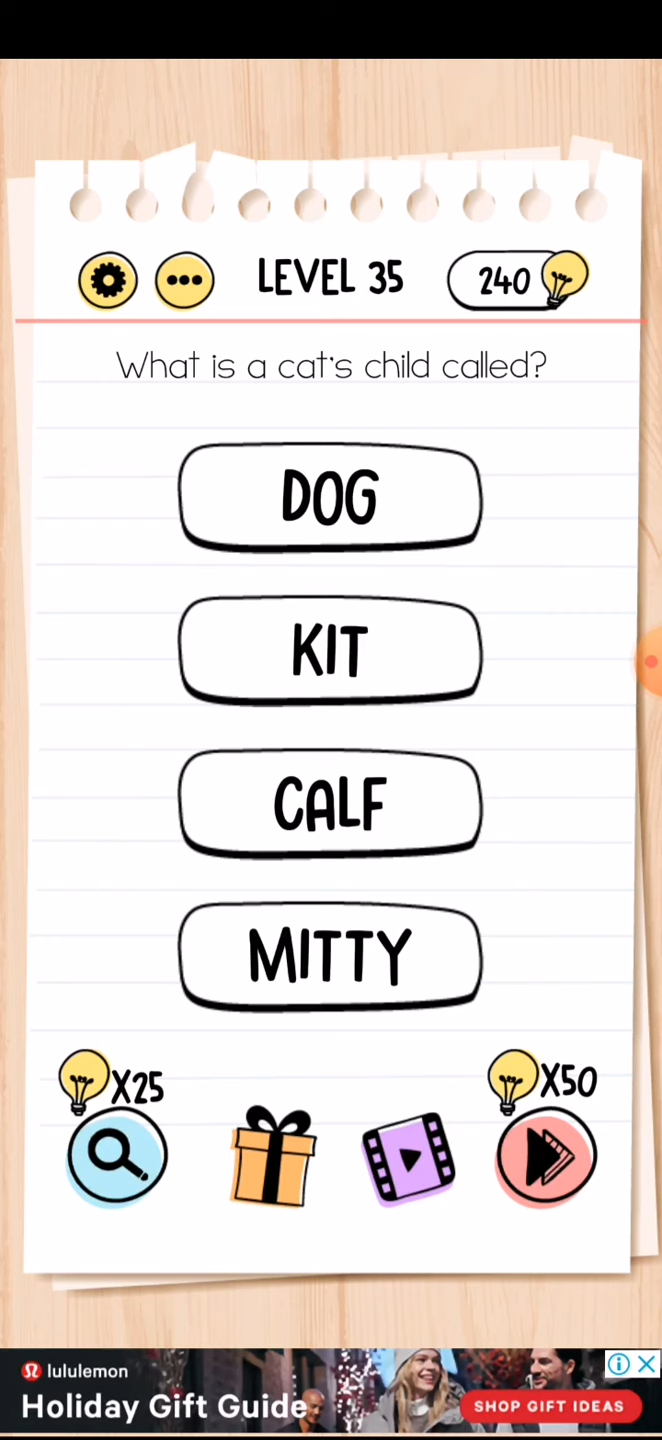 LEVEL 35
240
What is a cat's child called?
DOG
KIT
CALF
MITTY
X25
X50
lululemon
Holiday Gift Guide
SHOP GIFT IDEAS